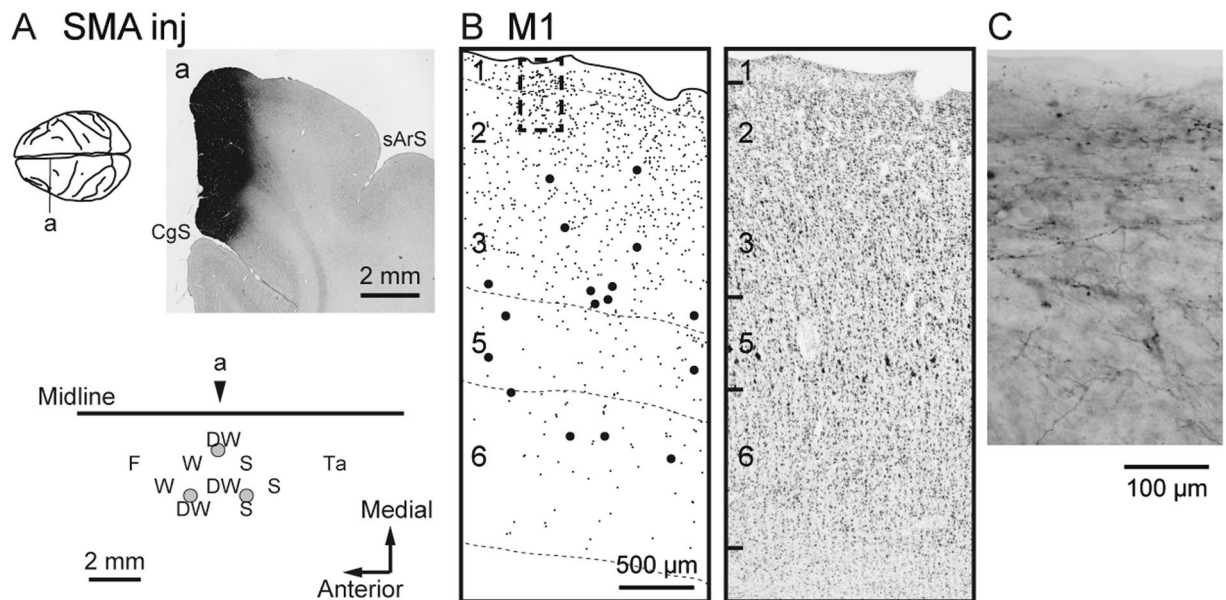 A SMA inj
a
sArS
CgS
2 mm
a
a
Midline
DW
F W S Ta
W DW S
DW S
Medial
2 mm
Anterior
B M1
1
2
3
5
6
500 µm
1
2
3
5
6
C
100 µm